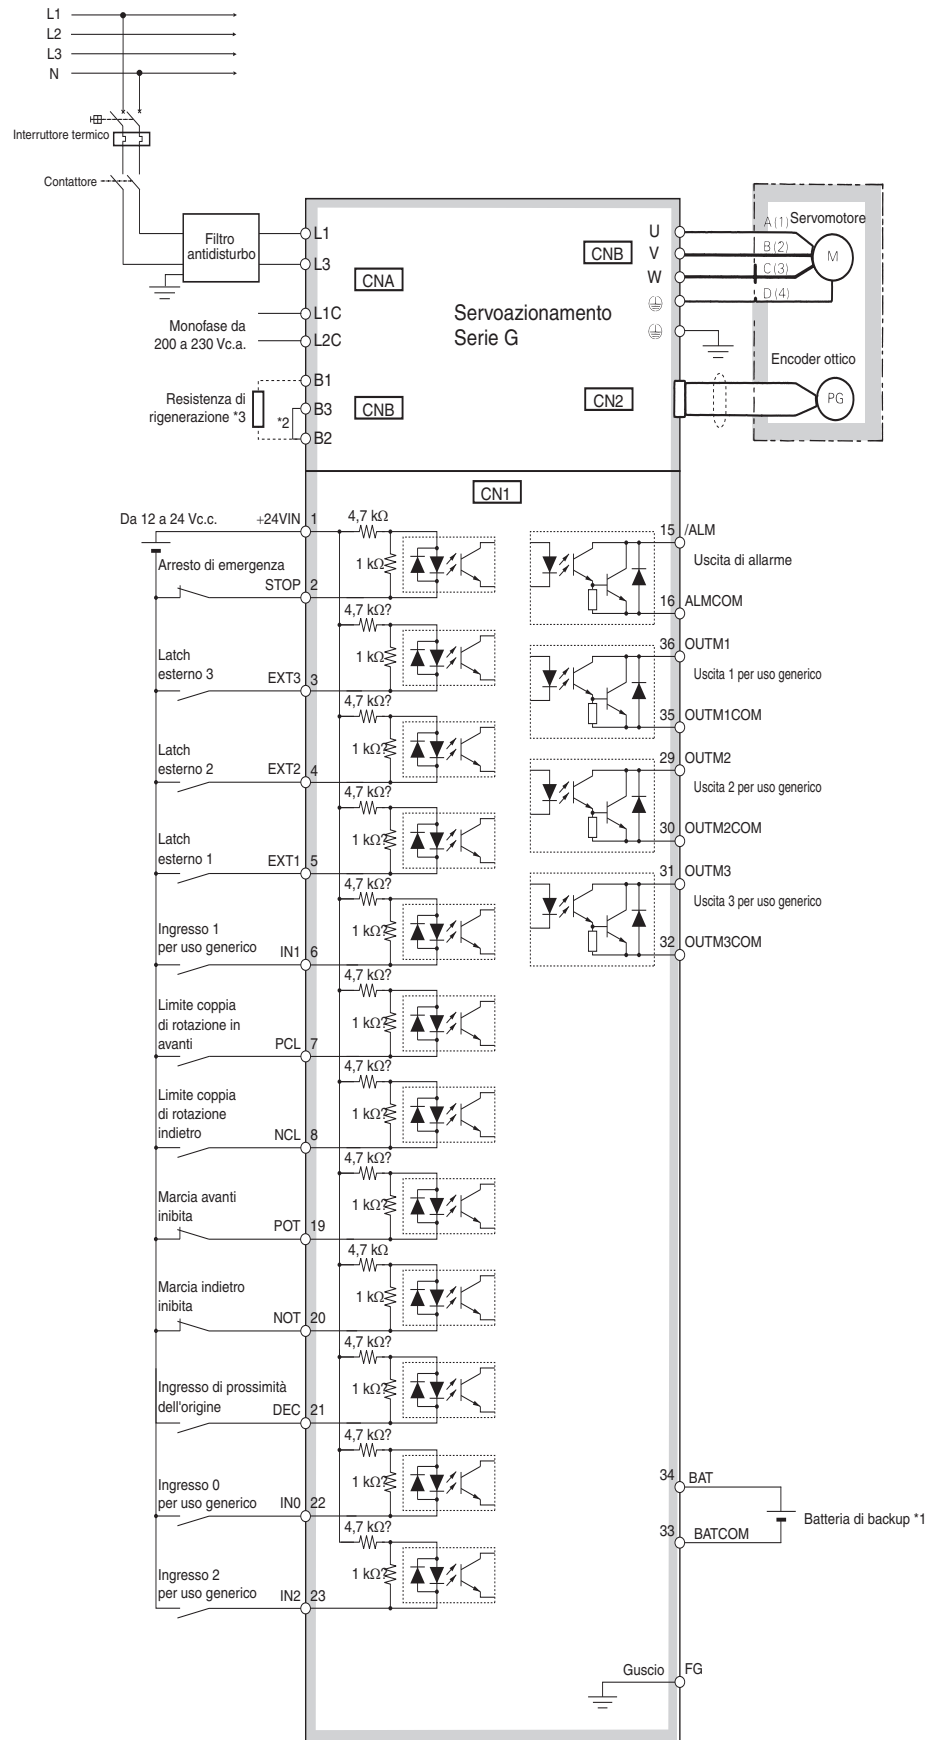 L1
L2
L3
N
Interruttore termico
Contattore
Filtro
antidisturbo
L1
L3
CNA
L1C
L2C
Monofase da
200 a 230 Vc.a.
B1
B3
B2
Resistenza di
rigenerazione *3
*2
CNB
Servoazionamento
Serie G
U
V
W
CNB
A (1)
B (2)
C (3)
D (4)
Servomotore
M
Encoder ottico
CN2
PG
CN1
Da 12 a 24 Vc.c.
+24VIN 1
4,7 kΩ
1 kΩ
Arresto di emergenza
STOP 2
4,7 kΩ?
1 kΩ
Latch
esterno 3
EXT3 3
4,7 kΩ?
1 kΩ?
Latch
esterno 2
EXT2 4
4,7 kΩ?
1 kΩ?
Latch
esterno 1
EXT1 5
4,7 kΩ?
1 kΩ?
Ingresso 1
per uso generico
IN1 6
4,7 kΩ?
1 kΩ?
Limite coppia
di rotazione in
avanti
PCL 7
4,7 kΩ?
1 kΩ?
Limite coppia
di rotazione
indietro
NCL 8
4,7 kΩ?
1 kΩ?
Marcia avanti
inibita
POT 19
4,7 kΩ
1 kΩ
Marcia indietro
inibita
NOT 20
4,7 kΩ?
1 kΩ?
Ingresso di prossimità
dell'origine
DEC 21
4,7 kΩ?
1 kΩ?
Ingresso 0
per uso generico
IN0 22
4,7 kΩ?
1 kΩ?
Ingresso 2
per uso generico
IN2 23
15 /ALM
Uscita di allarme
16 ALMCOM
36 OUTM1
Uscita 1 per uso generico
35 OUTM1COM
29 OUTM2
Uscita 2 per uso generico
30 OUTM2COM
31 OUTM3
Uscita 3 per uso generico
32 OUTM3COM
34 BAT
Batteria di backup *1
33 BATCOM
Guscio FG